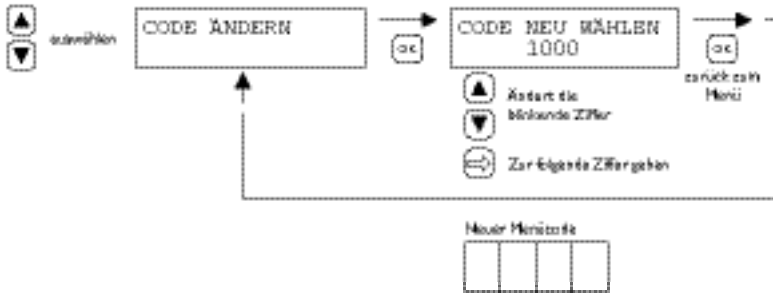 auswählen
CODE ÄNDERN
OK
CODE NEU WÄHLEN
1000
OK
zurück zum
Menü
Ändert die
blinkende Ziffer
Zur folgende Ziffer gehen
Neuer Menücode